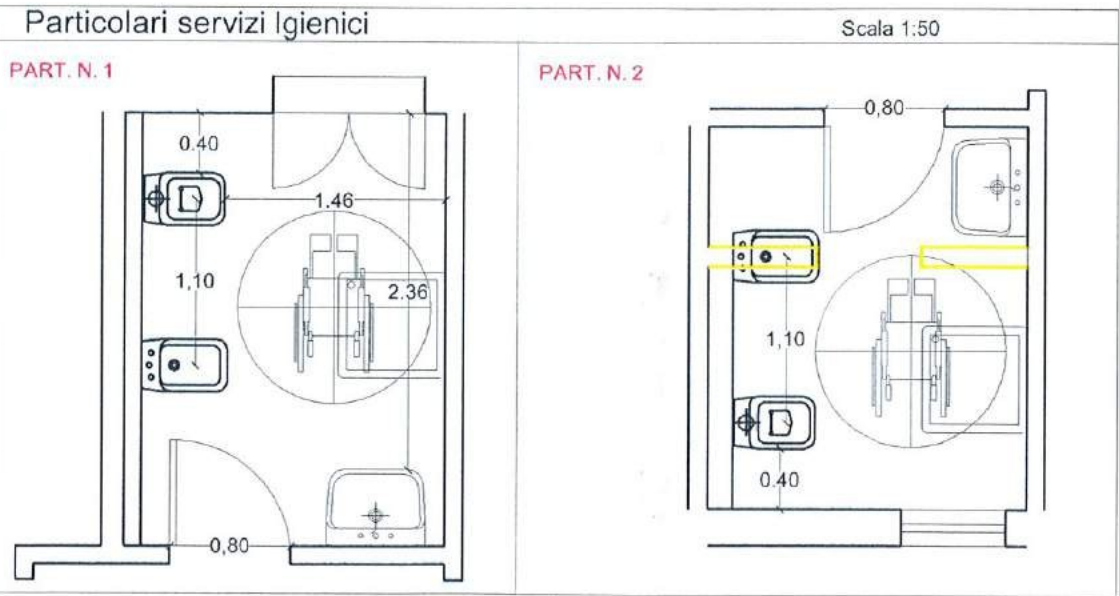 Particolari servizi Igienici
Scala 1:50
PART. N. 1
0.40
1.46
1,10
2.36
0,80
PART. N. 2
0,80
1,10
0.40